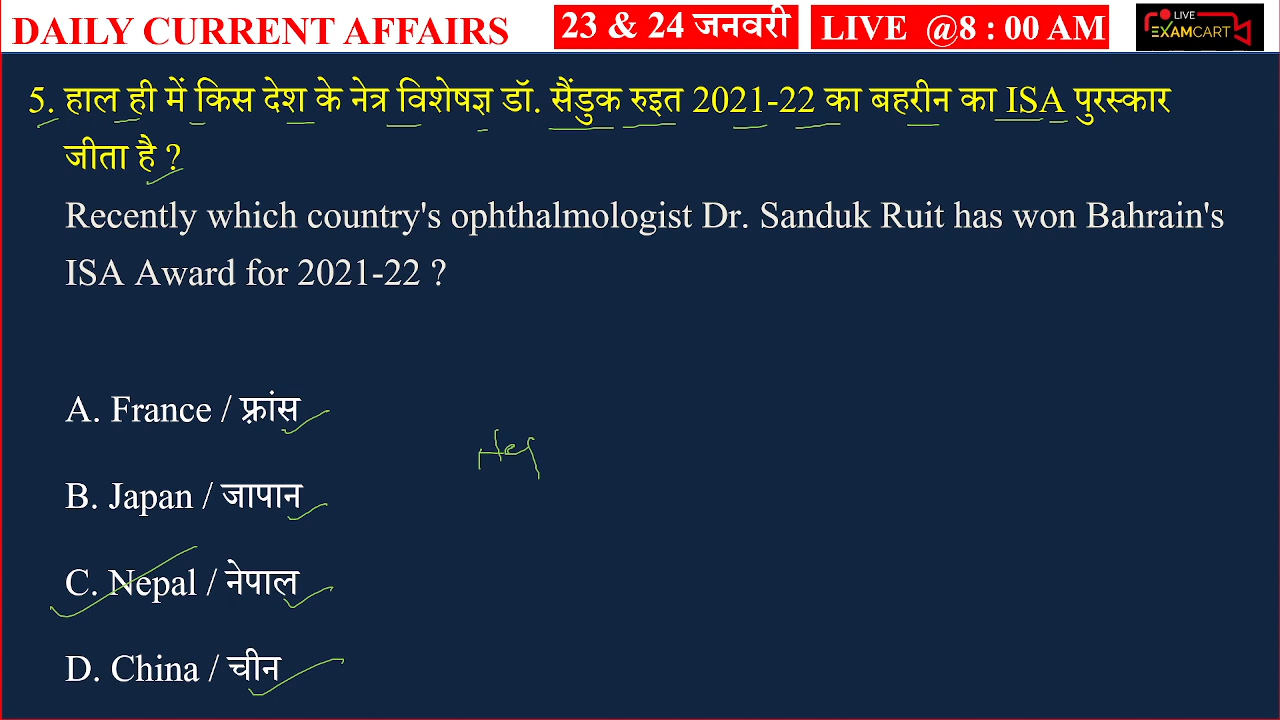 DAILY CURRENT AFFAIRS
23 & 24 जनवरी
LIVE @8 : 00 AM
LIVE
EXAMCART
5. हाल ही में किस देश के नेत्र विशेषज्ञ डॉ. सैंडुक रुइत 2021-22 का बहरीन का ISA पुरस्कार
जीता है ?
Recently which country's ophthalmologist Dr. Sanduk Ruit has won Bahrain's
ISA Award for 2021-22 ?
A. France / फ़्रांस
B. Japan / जापान
C. Nepal / नेपाल
D. China / चीन